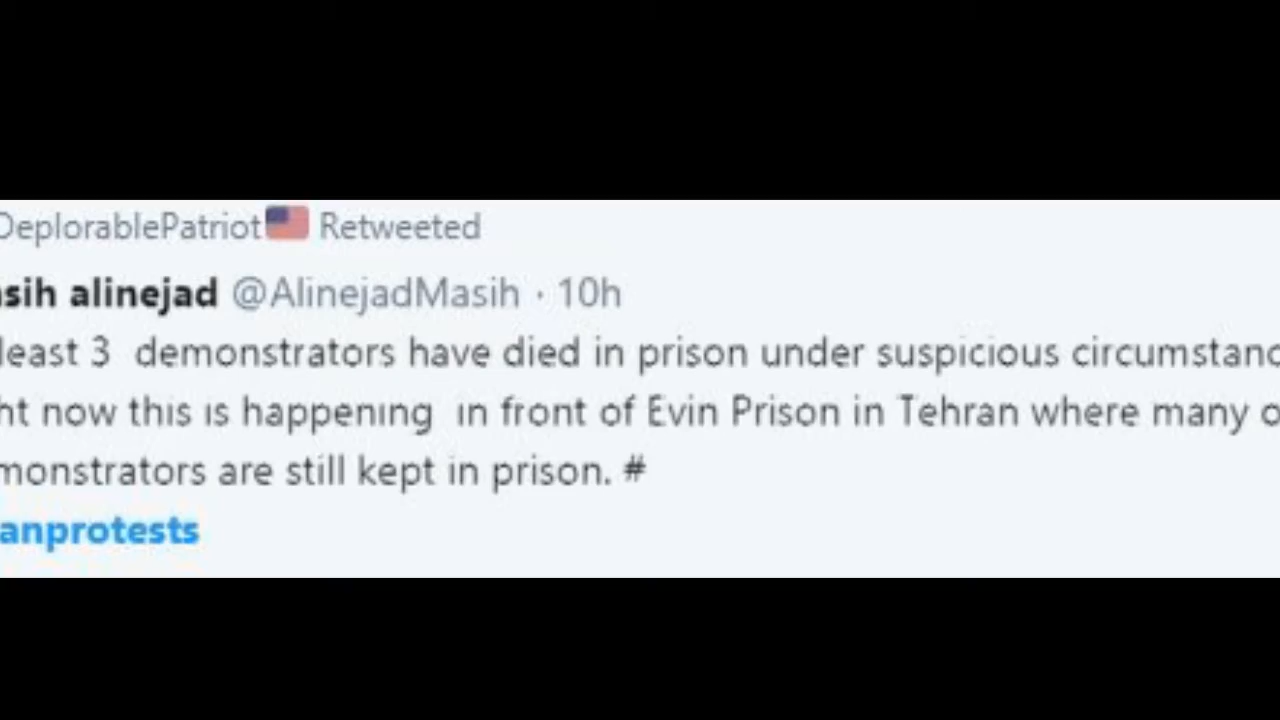 DeplorablePatriot🇺🇸 Retweeted
sih alinejad @AlinejadMasih · 10h
least 3 demonstrators have died in prison under suspicious circumstanc
ht now this is happening in front of Evin Prison in Tehran where many o
monstrators are still kept in prison. #
anprotests